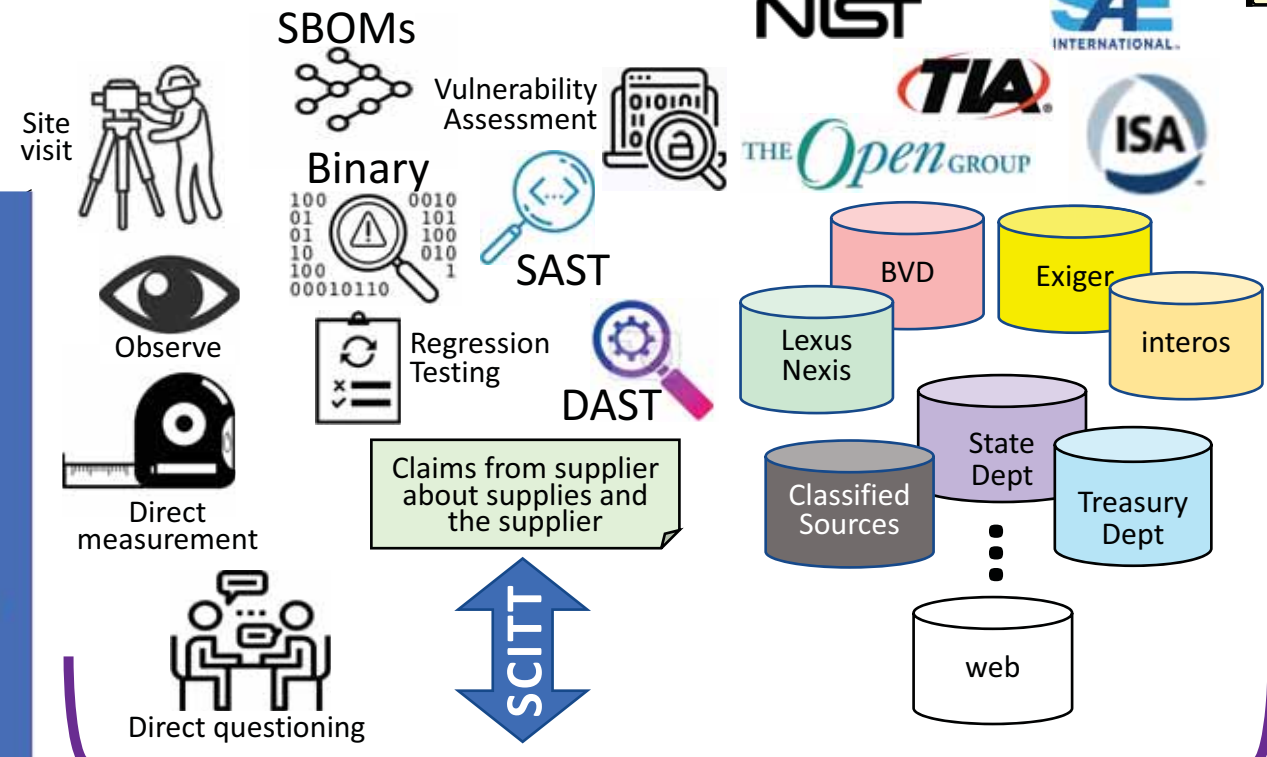 SBOMs
Site
visit
Vulnerability
Assessment
Binary
100
01
01
10
100
00010110
0010
101
100
010
1
SAST
Observe
Regression
Testing
DAST
Direct
measurement
Claims from supplier
about supplies and
the supplier
SCITT
Direct questioning
NIST
SAE
INTERNATIONAL
TIA
THE Open GROUP
ISA
BVD
Exiger
Lexus
Nexis
interos
State
Dept
Classified
Sources
Treasury
Dept
web